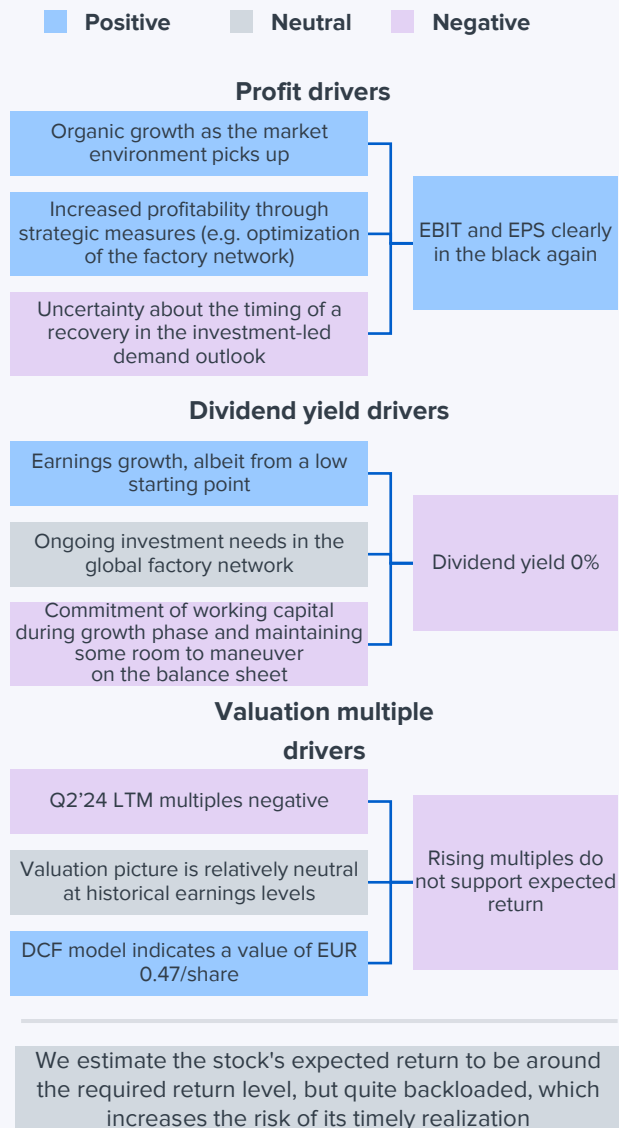 Positive Neutral Negative
Profit drivers
Organic growth as the market
environment picks up
Increased profitability through
strategic measures (e.g. optimization
of the factory network)
Uncertainty about the timing of a
recovery in the investment-led
demand outlook
EBIT and EPS clearly
in the black again
Dividend yield drivers
Earnings growth, albeit from a low
starting point
Ongoing investment needs in the
global factory network
Commitment of working capital
during growth phase and maintaining
some room to maneuver
on the balance sheet
Dividend yield 0%
Valuation multiple
drivers
Q2’24 LTM multiples negative
Valuation picture is relatively neutral
at historical earnings levels
DCF model indicates a value of EUR
0.47/share
Rising multiples do
not support expected
return
We estimate the stock's expected return to be around
the required return level, but quite backloaded, which
increases the risk of its timely realization